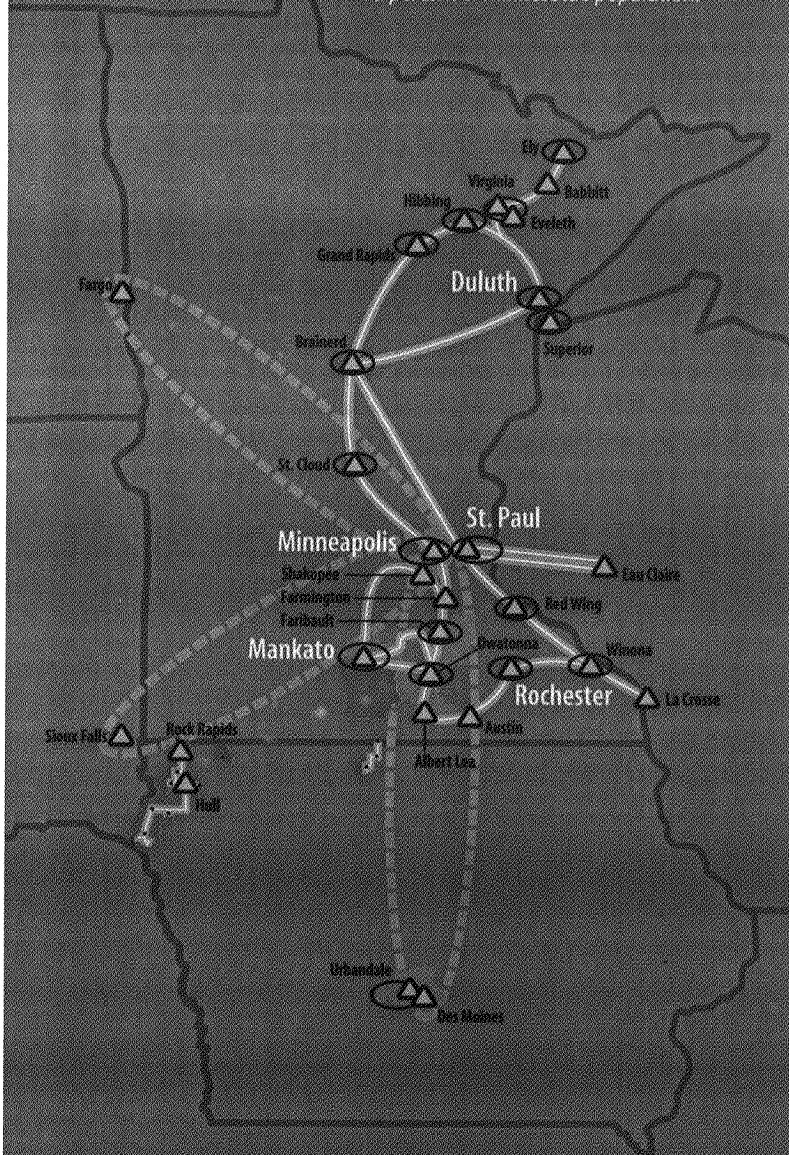 population.
Ely
Virginia
Babbitt
Hibbing
Eveleth
Grand Rapids
Duluth
Fargo
Superior
Brainerd
St. Cloud
St. Paul
Minneapolis
Shakopee
Eau Claire
Farmington
Red Wing
Faribault
Mankato
Owatonna
Winona
Rochester
La Crosse
Sioux Falls
Rock Rapids
Austin
Albert Lea
Hull
Urbandale
Des Moines